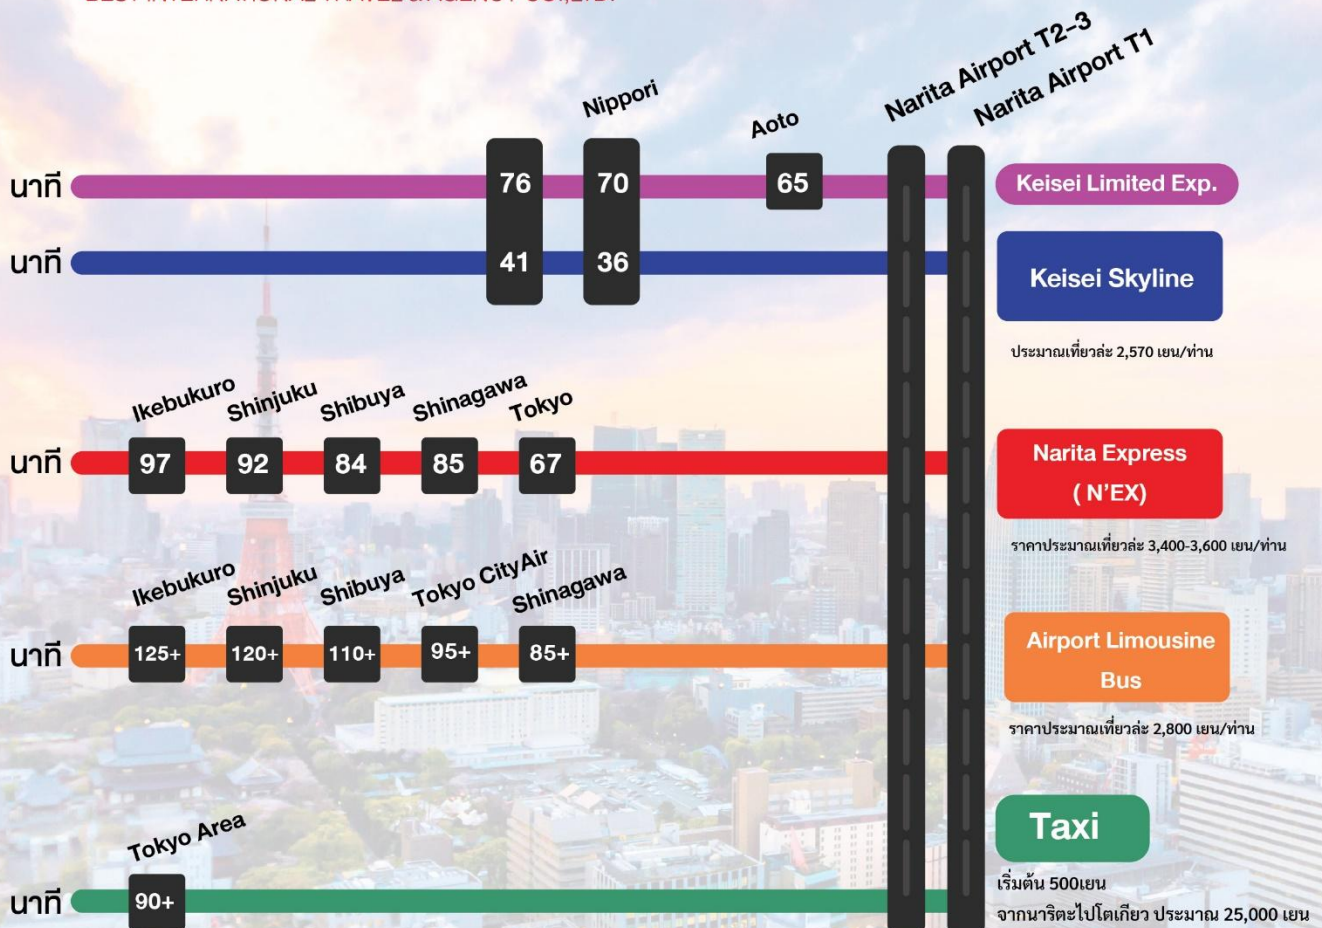 Nippori
Aoto
Narita Airport T2-3
Narita Airport T1
นาที
76
70
65
Keisei Limited Exp.
นาที
41
36
Keisei Skyline
ประมาณเที่ยวล่ะ 2,570 เยน/ท่าน
Ikebukuro
Shinjuku
Shibuya
Shinagawa
Tokyo
นาที
97
92
84
85
67
Narita Express
( N'EX)
ราคาประมาณเที่ยวล่ะ 3,400-3,600 เยน/ท่าน
Ikebukuro
Shinjuku
Shibuya
Tokyo CityAir
Shinagawa
นาที
125+
120+
110+
95+
85+
Airport Limousine
Bus
ราคาประมาณเที่ยวล่ะ 2,800 เยน/ท่าน
Tokyo Area
นาที
90+
Taxi
เริ่มต้น 500เยน
จากนาริตะไปโตเกียว ประมาณ 25,000 เยน